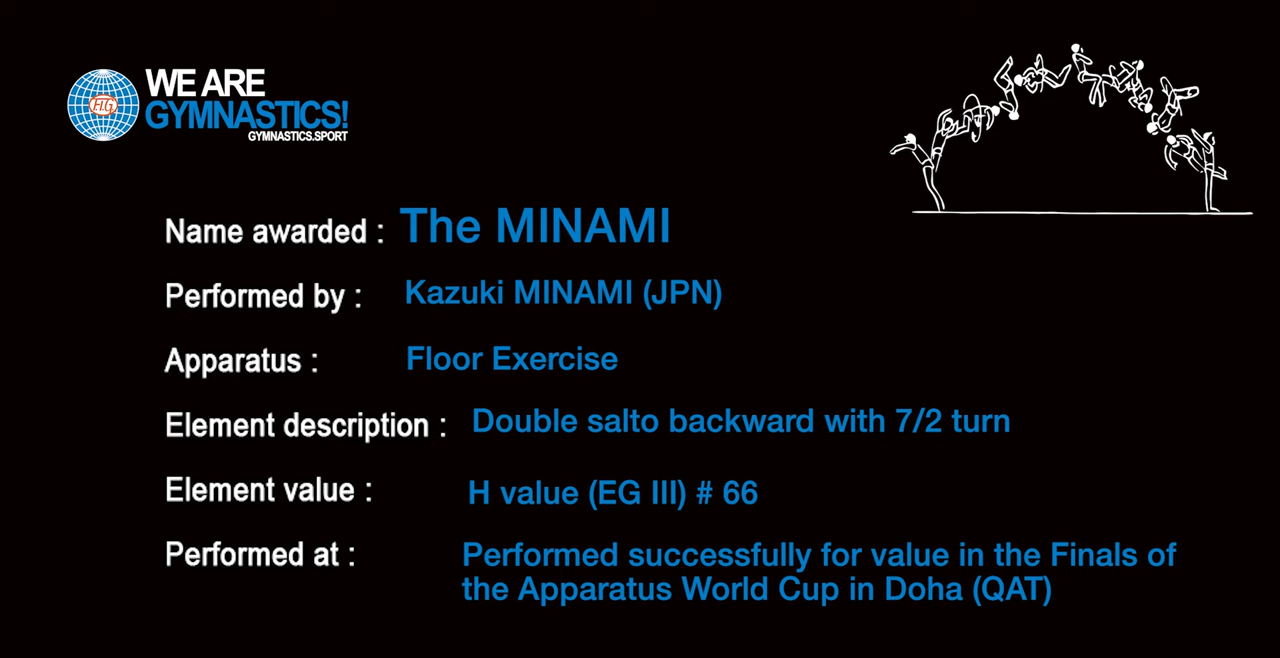 FIG
WE ARE
GYMNASTICS!
GYMNASTICS.SPORT
Name awarded : The MINAMI
Performed by : Kazuki MINAMI (JPN)
Apparatus : Floor Exercise
Element description : Double salto backward with 7/2 turn
Element value : H value (EG III) # 66
Performed at : Performed successfully for value in the Finals of
the Apparatus World Cup in Doha (QAT)